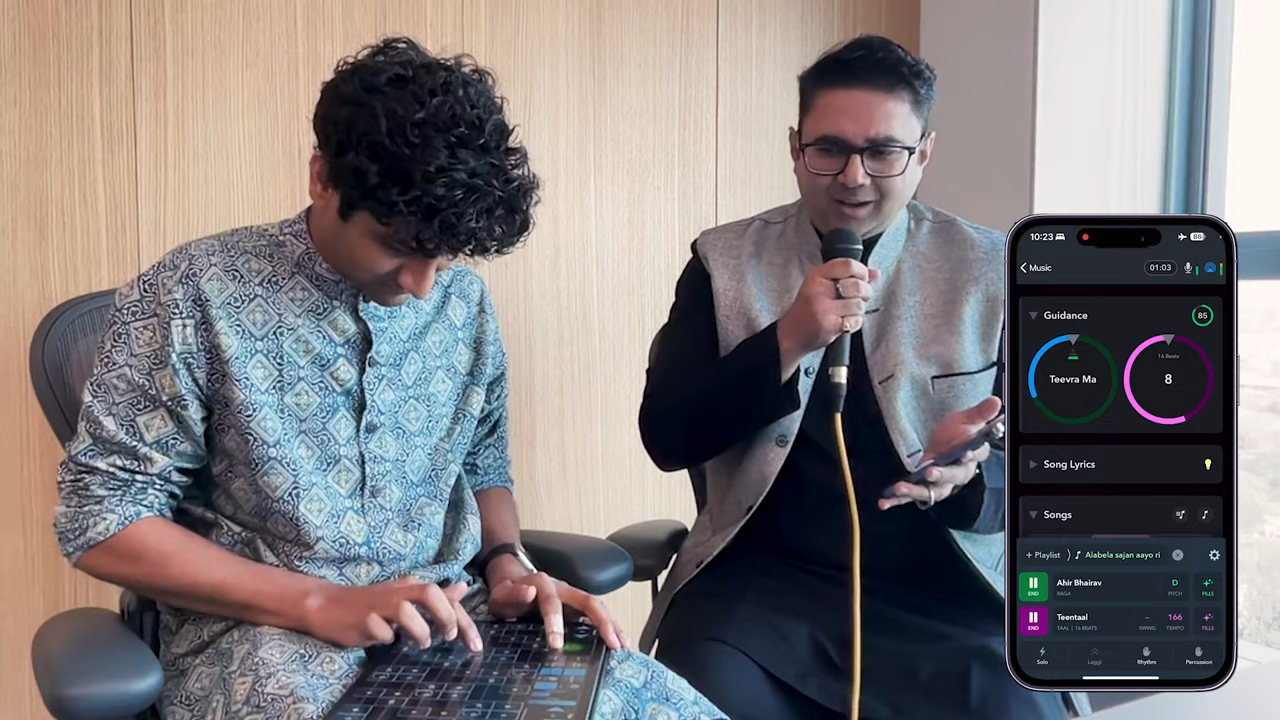 10:23
86
Music
01:03
Guidance
85
Teevra Ma
16 Beats
8
Song Lyrics
Songs
+ Playlist
Alabela sajan aayo ri
END
Ahir Bhairav
RAGA
D
PITCH
FILLS
END
Teentaal
TAAL | 16 BEATS
–
SWING
166
TEMPO
FILLS
Solo
Laggi
Rhythm
Percussion